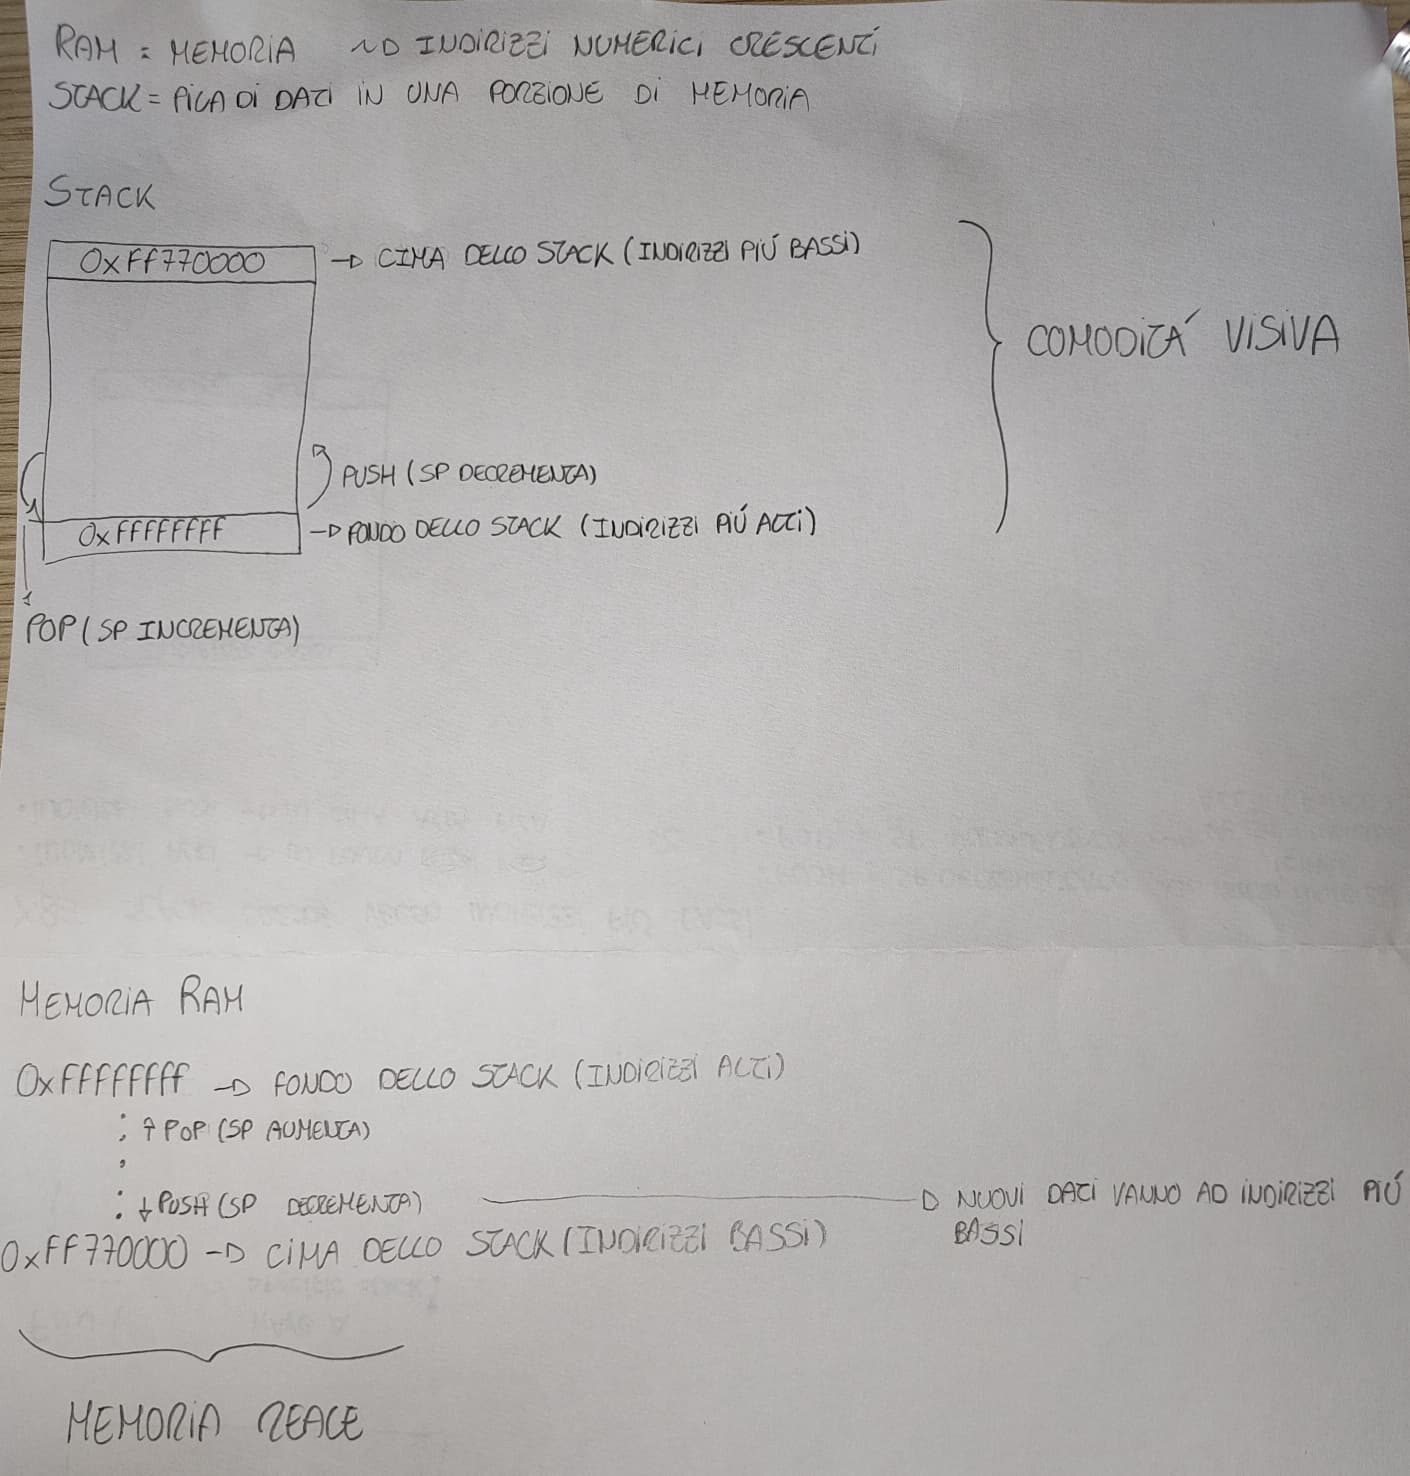 RAM = MEMORIA → INDIRIZZI NUMERICI CRESCENTI
STACK = PILA DI DATI IN UNA PORZIONE DI MEMORIA
STACK
0xFF770000 → CIMA DELLO STACK (INDIRIZZI PIÚ BASSI)
COMODITÁ VISIVA
PUSH (SP DECREMENTA)
0xFFFFFFFF → FONDO DELLO STACK (INDIRIZZI PIÚ ALTI)
POP (SP INCREMENTA)
MEMORIA RAM
0xFFFFFFFF → FONDO DELLO STACK (INDIRIZZI ALTI)
↑ POP (SP AUMENTA)
↓ PUSH (SP DECREMENTA) → NUOVI DATI VANNO AD INDIRIZZI PIÚ
BASSI
0xFF770000 → CIMA DELLO STACK (INDIRIZZI BASSI)
MEMORIA REALE